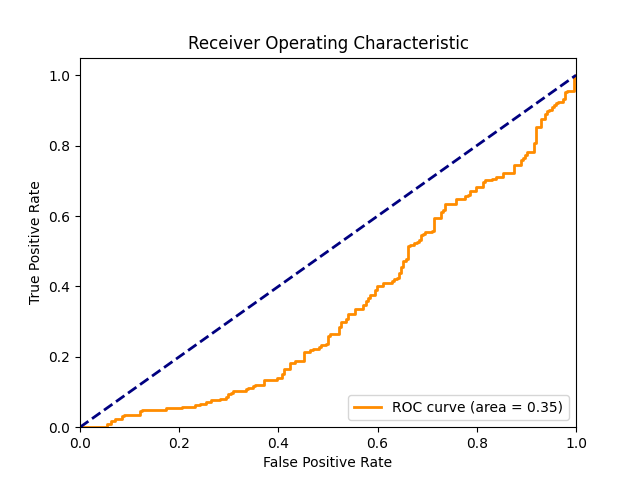 Receiver Operating Characteristic
True Positive Rate
1.0
0.8
0.6
0.4
0.2
0.0
ROC curve (area = 0.35)
0.0 0.2 0.4 0.6 0.8 1.0
False Positive Rate